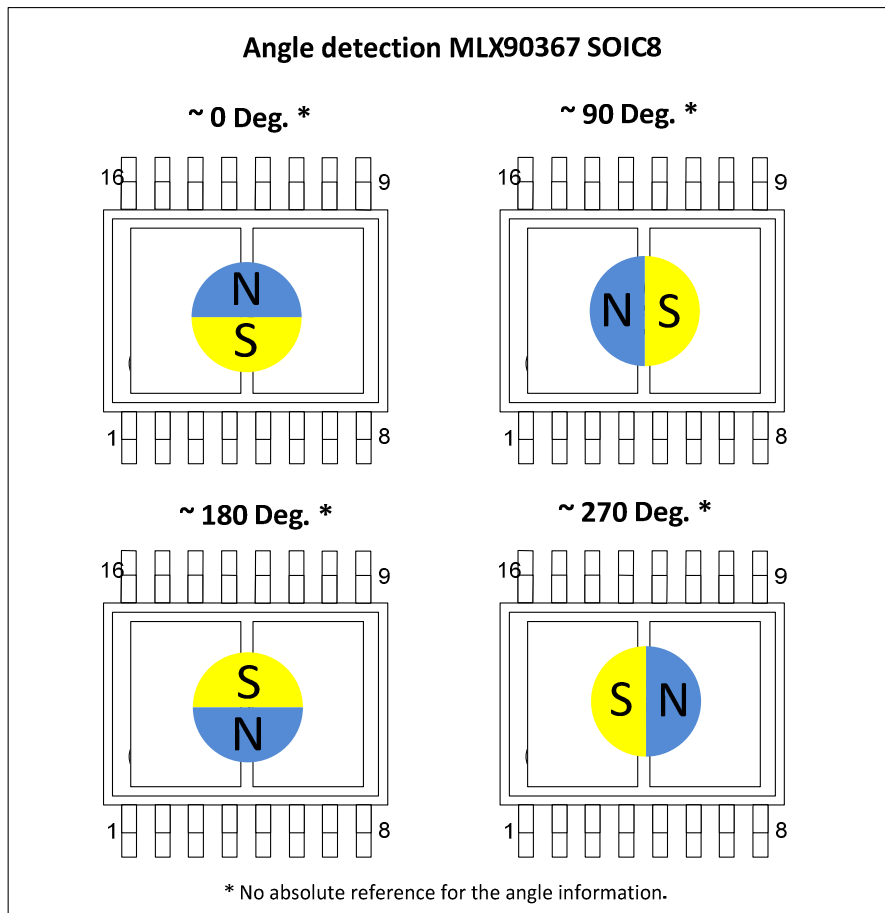 Angle detection MLX90367 SOIC8
~ 0 Deg. *
~ 90 Deg. *
16
9
16
9
N
S
N S
1
8
1
8
~ 180 Deg. *
~ 270 Deg. *
16
9
16
9
S
N
S N
1
8
1
8
* No absolute reference for the angle information.